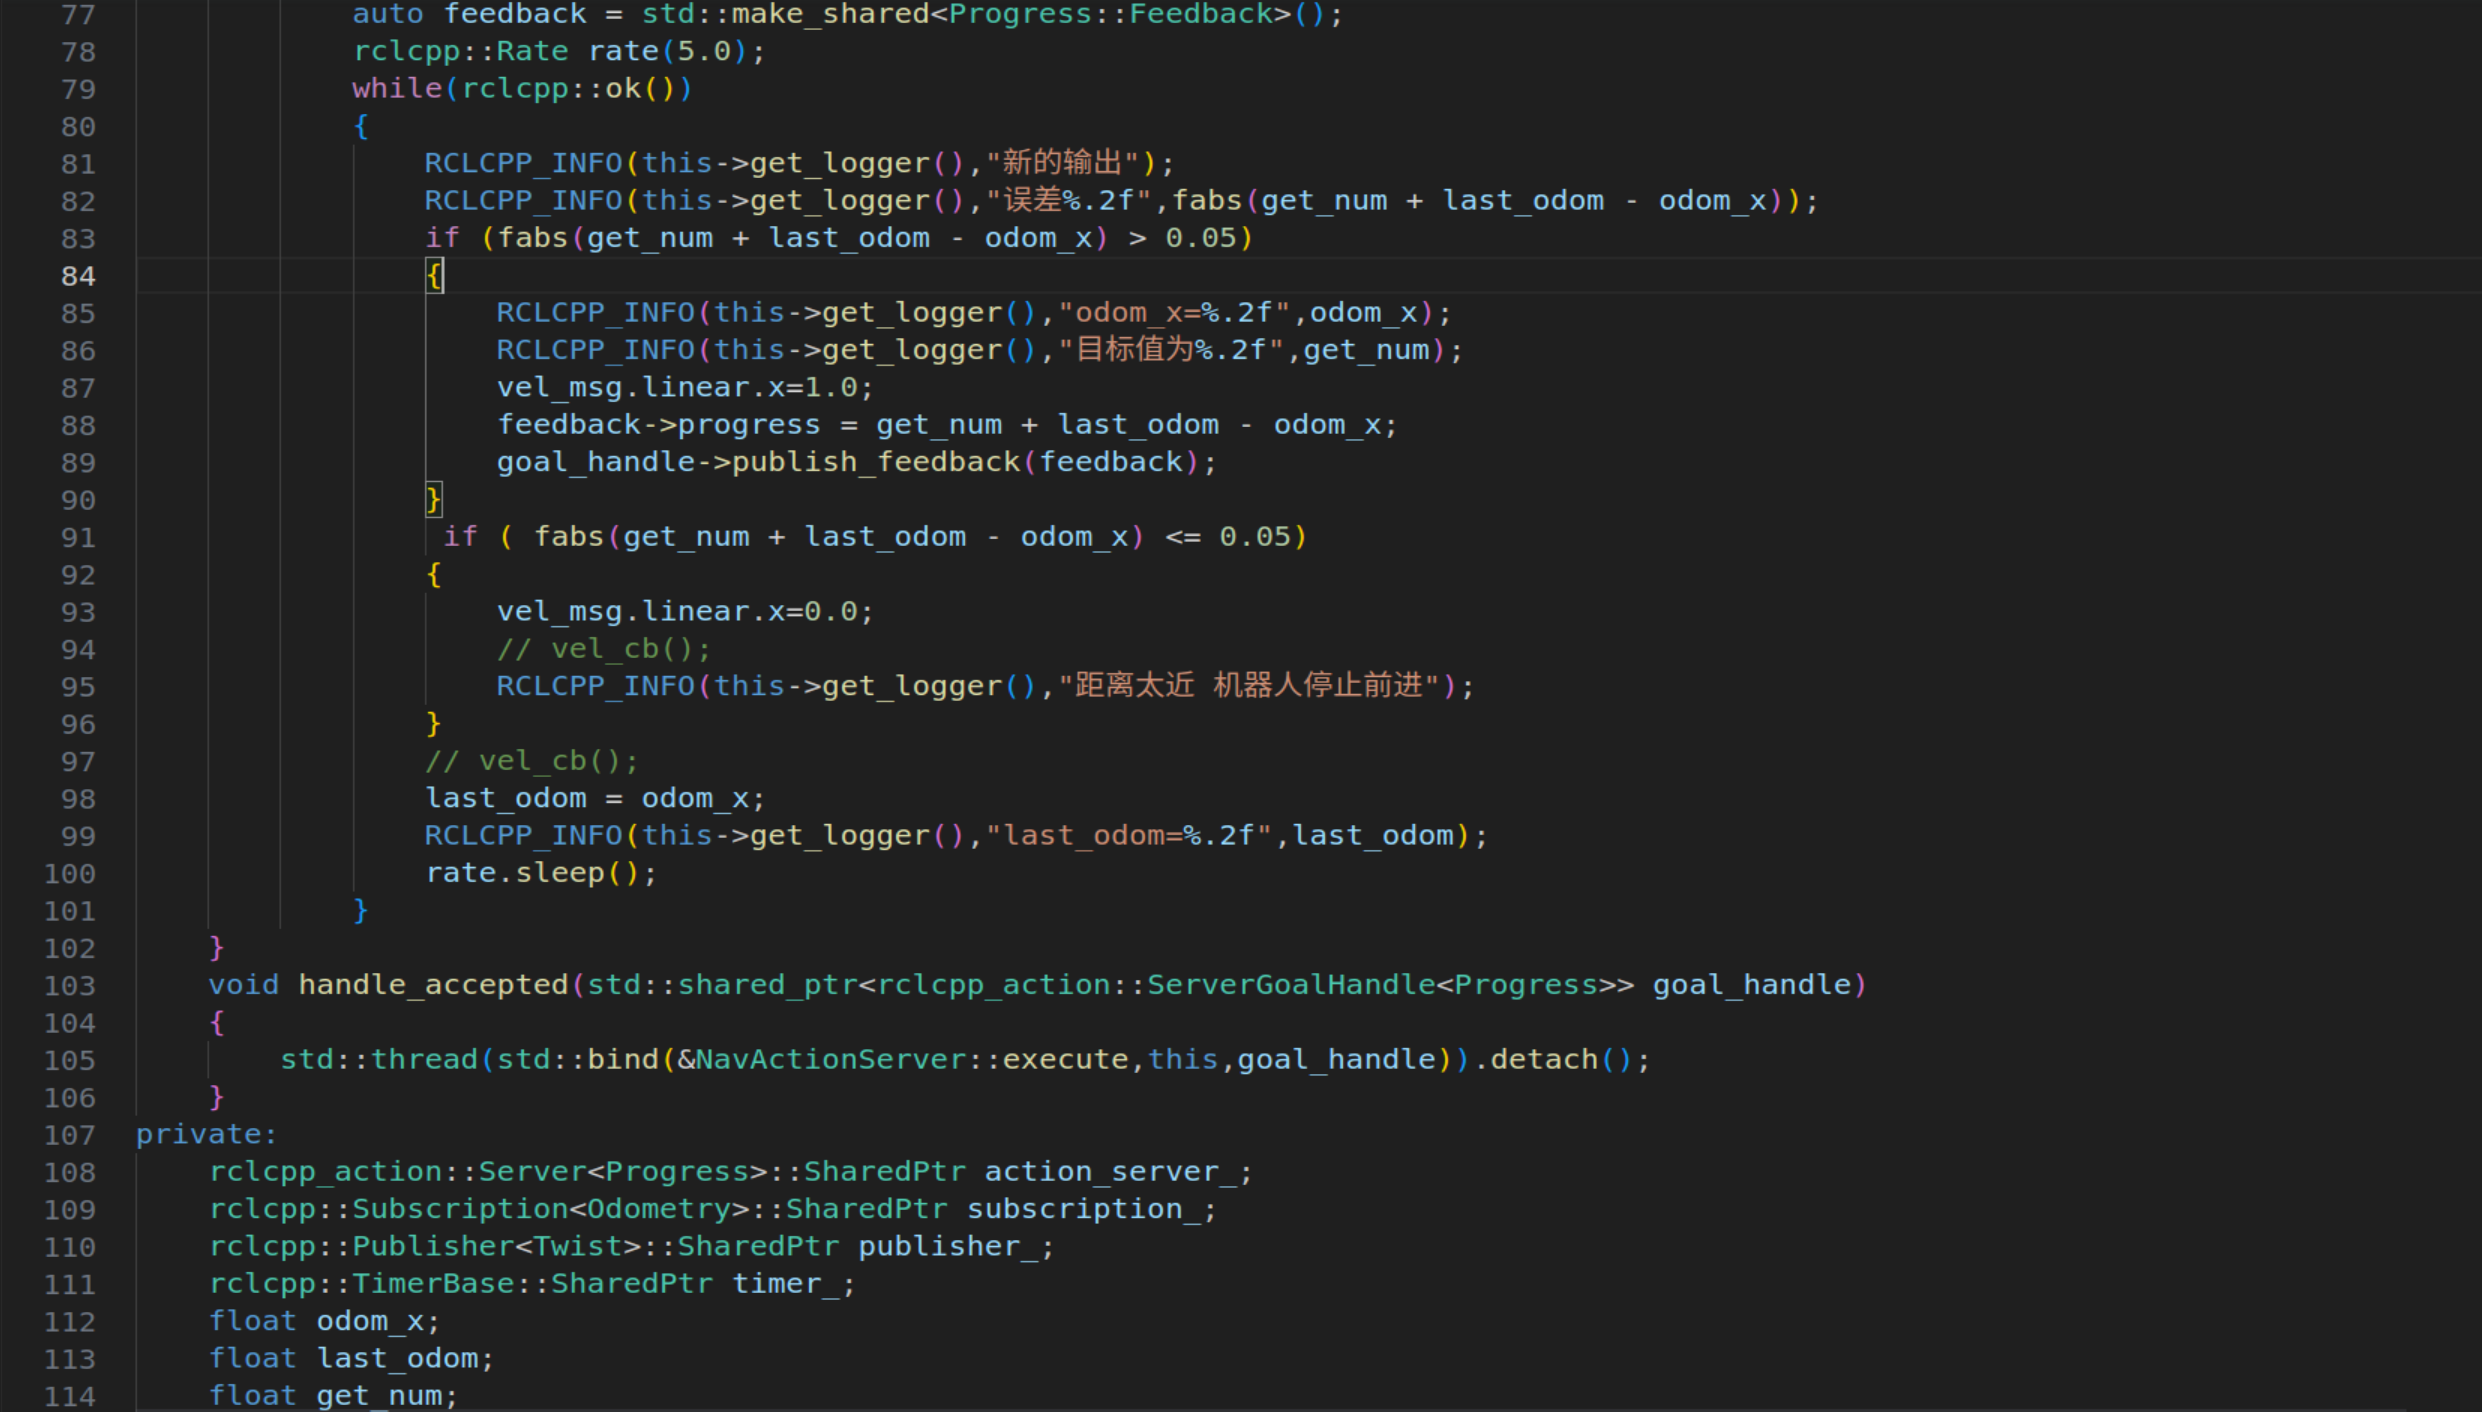 77 auto feedback = std::make_shared<Progress::Feedback>();
78 rclcpp::Rate rate(5.0);
79 while(rclcpp::ok())
80 {
81 RCLCPP_INFO(this->get_logger(),"新的输出");
82 RCLCPP_INFO(this->get_logger(),"误差%.2f",fabs(get_num + last_odom - odom_x));
83 if (fabs(get_num + last_odom - odom_x) > 0.05)
84 {
85 RCLCPP_INFO(this->get_logger(),"odom_x=%.2f",odom_x);
86 RCLCPP_INFO(this->get_logger(),"目标值为%.2f",get_num);
87 vel_msg.linear.x=1.0;
88 feedback->progress = get_num + last_odom - odom_x;
89 goal_handle->publish_feedback(feedback);
90 }
91 if ( fabs(get_num + last_odom - odom_x) <= 0.05)
92 {
93 vel_msg.linear.x=0.0;
94 // vel_cb();
95 RCLCPP_INFO(this->get_logger(),"距离太近 机器人停止前进");
96 }
97 // vel_cb();
98 last_odom = odom_x;
99 RCLCPP_INFO(this->get_logger(),"last_odom=%.2f",last_odom);
100 rate.sleep();
101 }
102 }
103 void handle_accepted(std::shared_ptr<rclcpp_action::ServerGoalHandle<Progress>> goal_handle)
104 {
105 std::thread(std::bind(&NavActionServer::execute,this,goal_handle)).detach();
106 }
107 private:
108 rclcpp_action::Server<Progress>::SharedPtr action_server_;
109 rclcpp::Subscription<Odometry>::SharedPtr subscription_;
110 rclcpp::Publisher<Twist>::SharedPtr publisher_;
111 rclcpp::TimerBase::SharedPtr timer_;
112 float odom_x;
113 float last_odom;
114 float get_num;